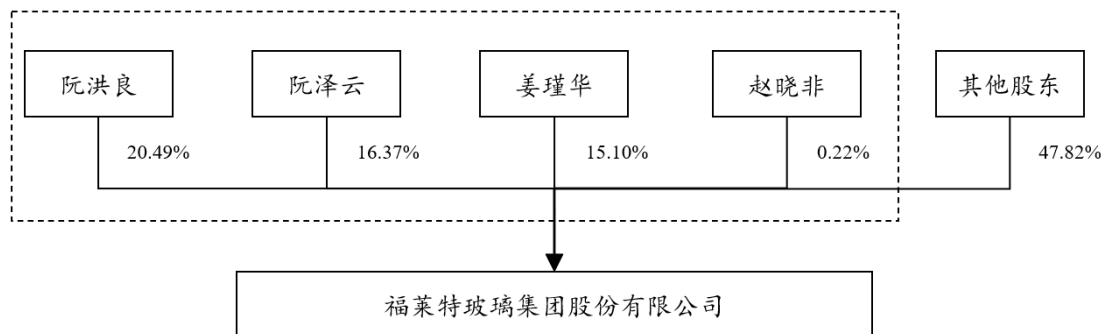 阮洪良
阮泽云
姜瑾华
赵晓非
其他股东
20.49%
16.37%
15.10%
0.22%
47.82%
福莱特玻璃集团股份有限公司